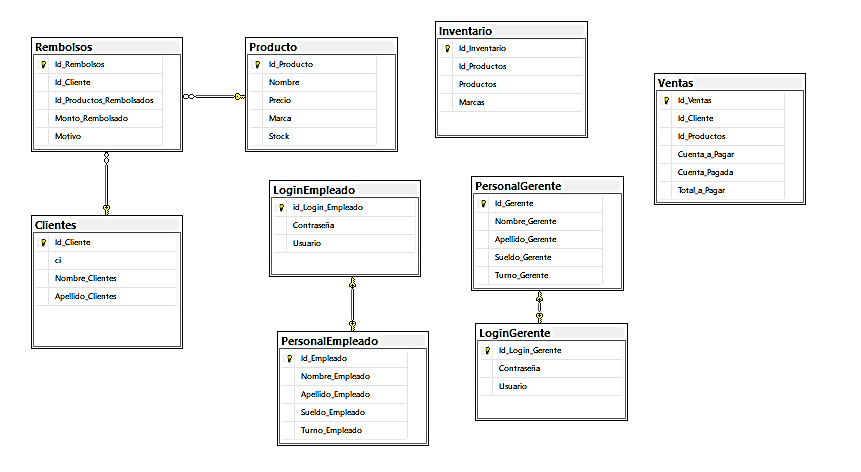 Rembolsos
Id_Rembolsos
Id_Cliente
Id_Productos_Rembolsados
Monto_Rembolsado
Motivo
Producto
Id_Producto
Nombre
Precio
Marca
Stock
Inventario
Id_Inventario
Id_Productos
Productos
Marcas
Ventas
Id_Ventas
Id_Cliente
Id_Productos
Cuenta_a_Pagar
Cuenta_Pagada
Total_a_Pagar
Clientes
Id_Cliente
ci
Nombre_Clientes
Apellido_Clientes
LoginEmpleado
id_Login_Empleado
Contraseña
Usuario
PersonalGerente
Id_Gerente
Nombre_Gerente
Apellido_Gerente
Sueldo_Gerente
Turno_Gerente
PersonalEmpleado
Id_Empleado
Nombre_Empleado
Apellido_Empleado
Sueldo_Empleado
Turno_Empleado
LoginGerente
Id_Login_Gerente
Contraseña
Usuario